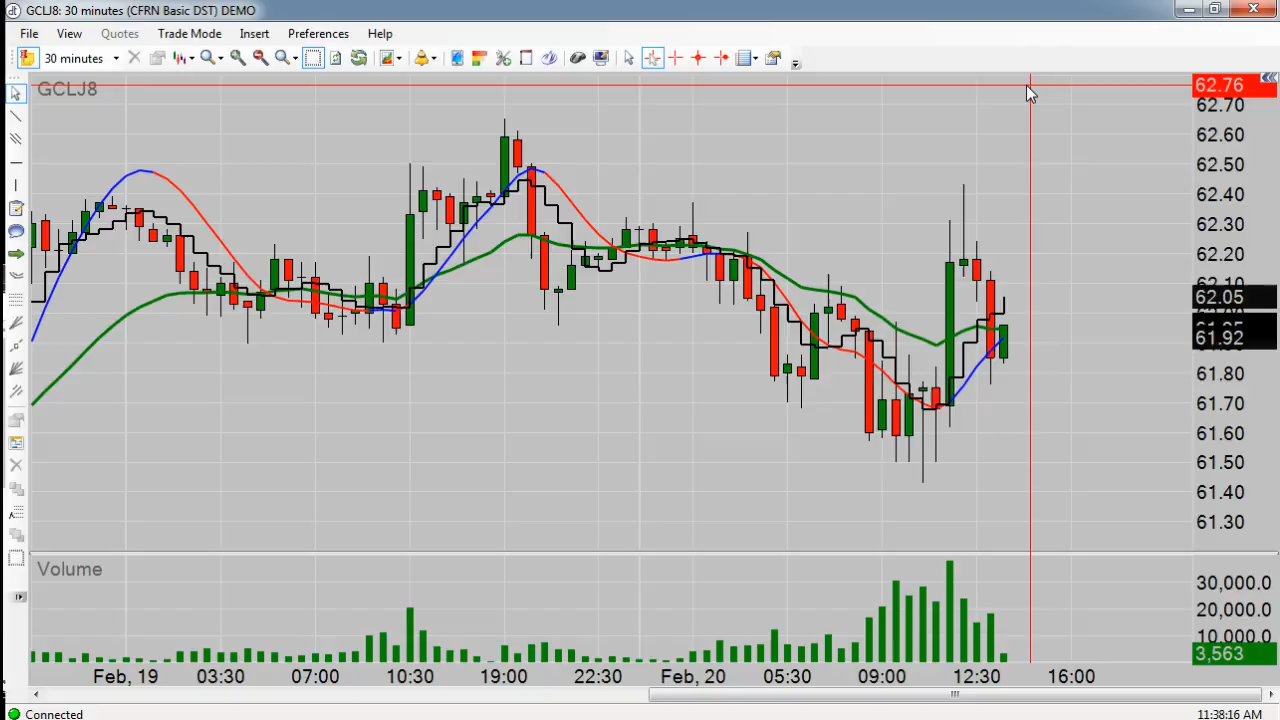 GCLJ8: 30 minutes (CFRN Basic DST) DEMO
File View Quotes Trade Mode Insert Preferences Help
30 minutes
GCLJ8
62.76
62.70
62.60
62.50
62.40
62.30
62.20
62.05
61.92
61.80
61.70
61.60
61.50
61.40
61.30
Volume
30,000.0
20,000.0
10,000.0
3,563
Feb, 19 03:30 07:00 10:30 19:00 22:30 Feb, 20 05:30 09:00 12:30 16:00
Connected 11:38:16 AM